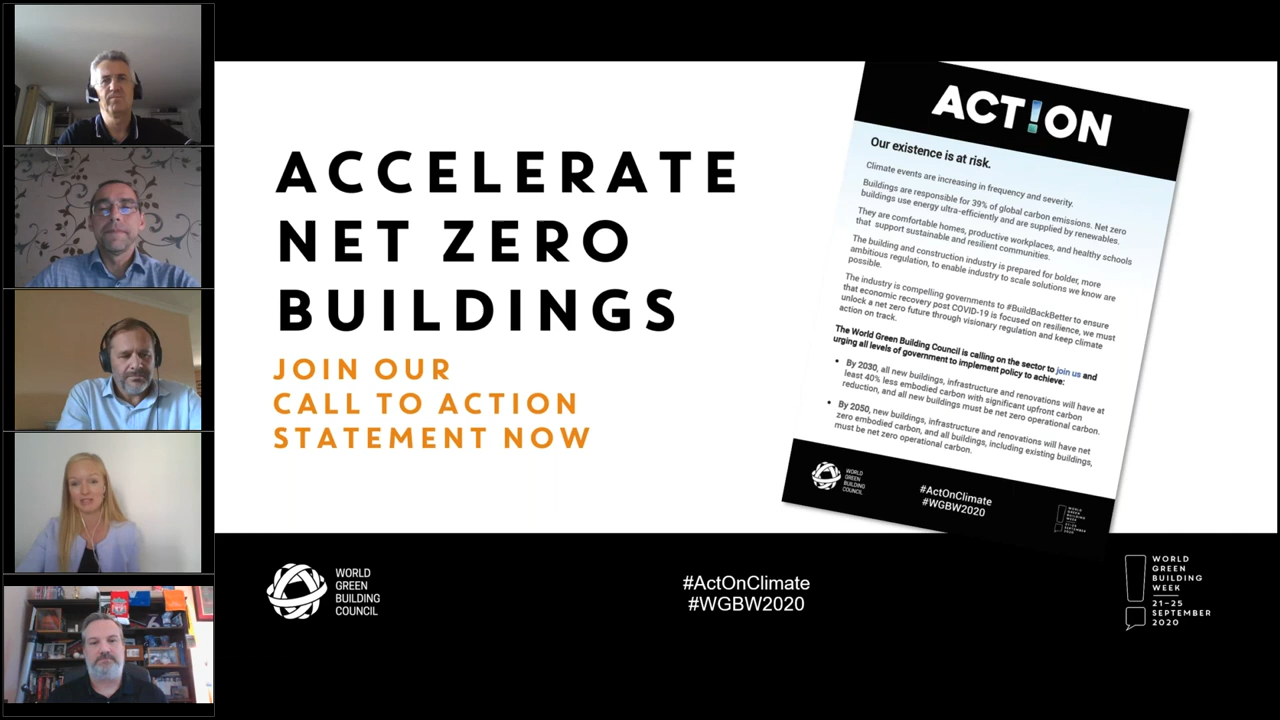 ACCELERATE
NET ZERO
BUILDINGS
JOIN OUR
CALL TO ACTION
STATEMENT NOW
ACT!ON
Our existence is at risk.
Climate events are increasing in frequency and severity.
Buildings are responsible for 39% of global carbon emissions. Net zero
buildings use energy ultra-efficiently and are supplied by renewables.
They are comfortable homes, productive workplaces, and healthy schools
that support sustainable and resilient communities.
The building and construction industry is prepared for bolder, more
ambitious regulation, to enable industry to scale solutions we know are
possible.
The industry is compelling governments to #BuildBackBetter to ensure
that economic recovery post COVID-19 is focused on resilience, we must
unlock a net zero future through visionary regulation and keep climate
action on track.
The World Green Building Council is calling on the sector to join us and
urging all levels of government to implement policy to achieve:
• By 2030, all new buildings, infrastructure and renovations will have at
least 40% less embodied carbon with significant upfront carbon
reduction, and all new buildings must be net zero operational carbon.
• By 2050, new buildings, infrastructure and renovations will have net
zero embodied carbon, and all buildings, including existing buildings,
must be net zero operational carbon.
WORLD
GREEN
BUILDING
COUNCIL
#ActOnClimate
#WGBW2020
WORLD
GREEN
BUILDING
WEEK
21-25
SEPTEMBER
2020
WORLD
GREEN
BUILDING
COUNCIL
#ActOnClimate
#WGBW2020
WORLD
GREEN
BUILDING
WEEK
21-25
SEPTEMBER
2020